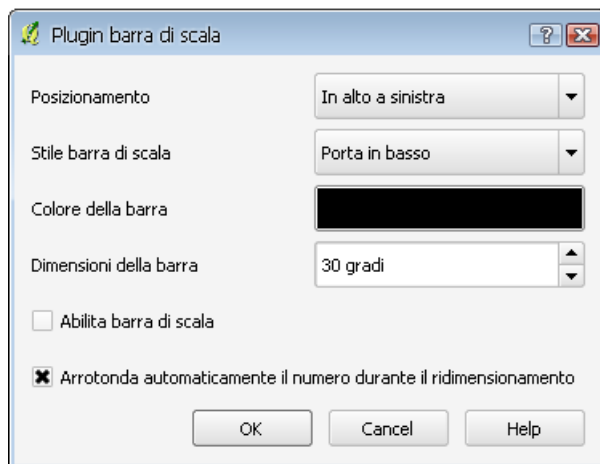 Plugin barra di scala
Posizionamento In alto a sinistra
Stile barra di scala Porta in basso
Colore della barra
Dimensioni della barra 30 gradi
Abilita barra di scala
Arrotonda automaticamente il numero durante il ridimensionamento
OK Cancel Help